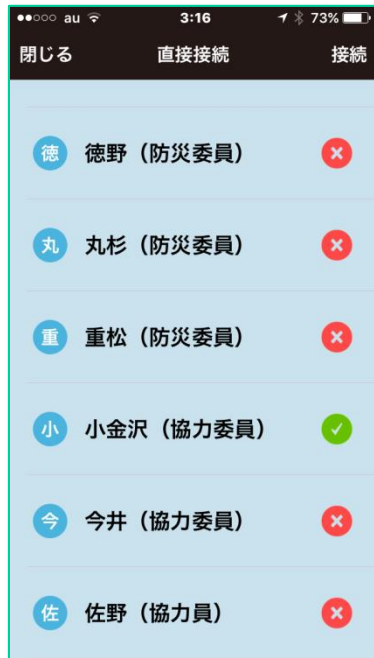 au 3:16 73%
閉じる 直接接続 接続
徳 徳野（防災委員）
丸 丸杉（防災委員）
重 重松（防災委員）
小 小金沢（協力委員）
今 今井（協力委員）
佐 佐野（協力員）